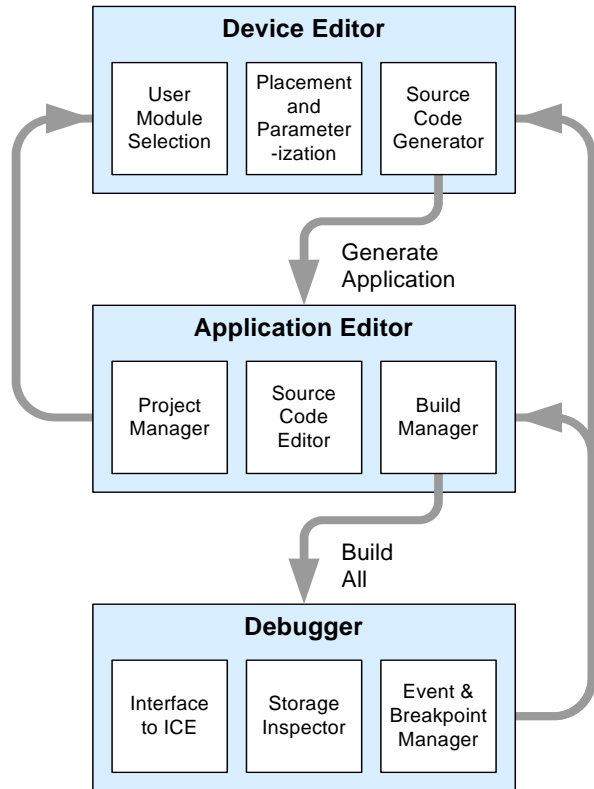 Device Editor
User
Module
Selection
Placement
and
Parameter
-ization
Source
Code
Generator
Generate
Application
Application Editor
Project
Manager
Source
Code
Editor
Build
Manager
Build
All
Debugger
Interface
to ICE
Storage
Inspector
Event &
Breakpoint
Manager